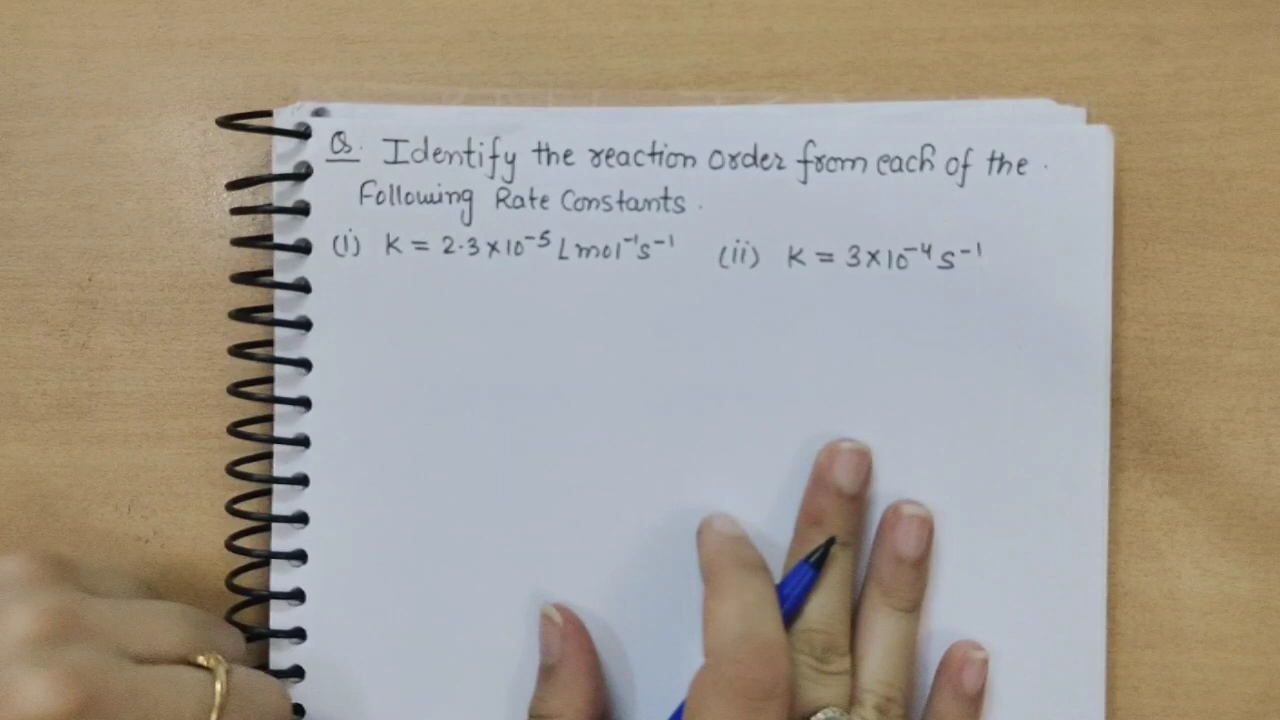 Q. Identify the reaction order from each of the .
Following Rate Constants .
(i) K = 2.3×10⁻⁵ L mol⁻¹ s⁻¹ (ii) K = 3×10⁻⁴ s⁻¹